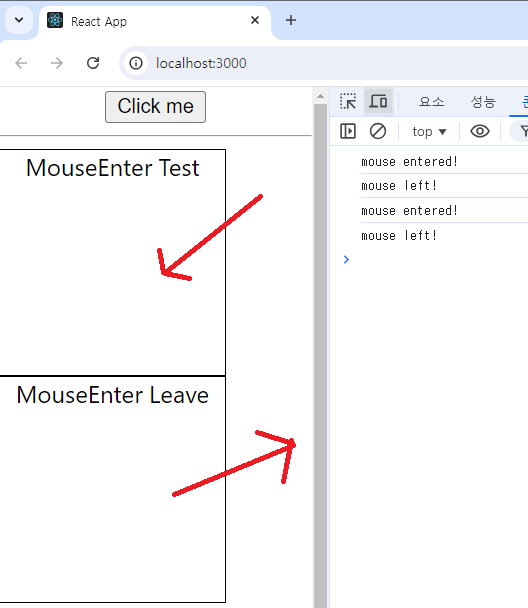 React App
localhost:3000
Click me
요소
성능
top
MouseEnter Test
mouse entered!
mouse left!
mouse entered!
mouse left!
MouseEnter Leave